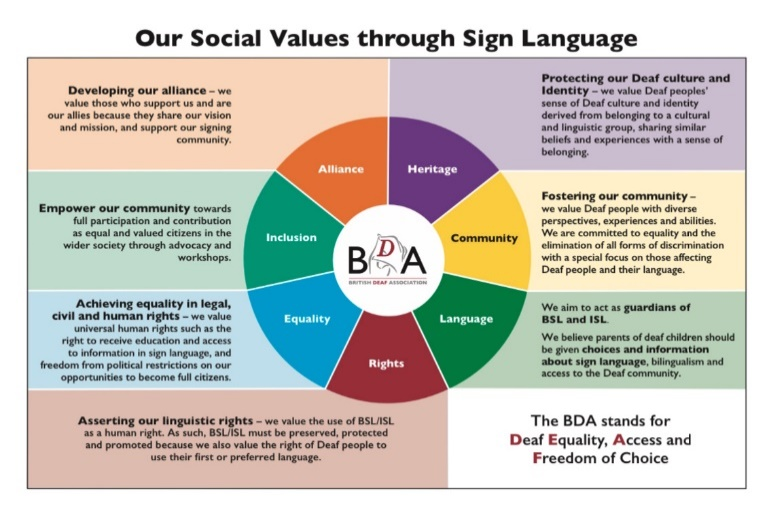 Our Social Values through Sign Language
Developing our alliance – we
value those who support us and are
our allies because they share our vision
and mission, and support our signing
community.
Protecting our Deaf culture and
Identity – we value Deaf peoples'
sense of Deaf culture and identity
derived from belonging to a cultural
and linguistic group, sharing similar
beliefs and experiences with a sense of
belonging.
Alliance
Heritage
Empower our community towards
full participation and contribution
as equal and valued citizens in the
wider society through advocacy and
workshops.
Inclusion
Community
Fostering our community –
we value Deaf people with diverse
perspectives, experiences and abilities.
We are committed to equality and the
elimination of all forms of discrimination
with a special focus on those affecting
Deaf people and their language.
BDA
BRITISH DEAF ASSOCIATION
Achieving equality in legal,
civil and human rights – we value
universal human rights such as the
right to receive education and access
to information in sign language, and
freedom from political restrictions on our
opportunities to become full citizens.
Equality
Language
We aim to act as guardians of
BSL and ISL.
We believe parents of deaf children should
be given choices and information
about sign language, bilingualism and
access to the Deaf community.
Rights
Asserting our linguistic rights – we value the use of BSL/ISL
as a human right. As such, BSL/ISL must be preserved, protected
and promoted because we also value the right of Deaf people to
use their first or preferred language.
The BDA stands for
Deaf Equality, Access and
Freedom of Choice